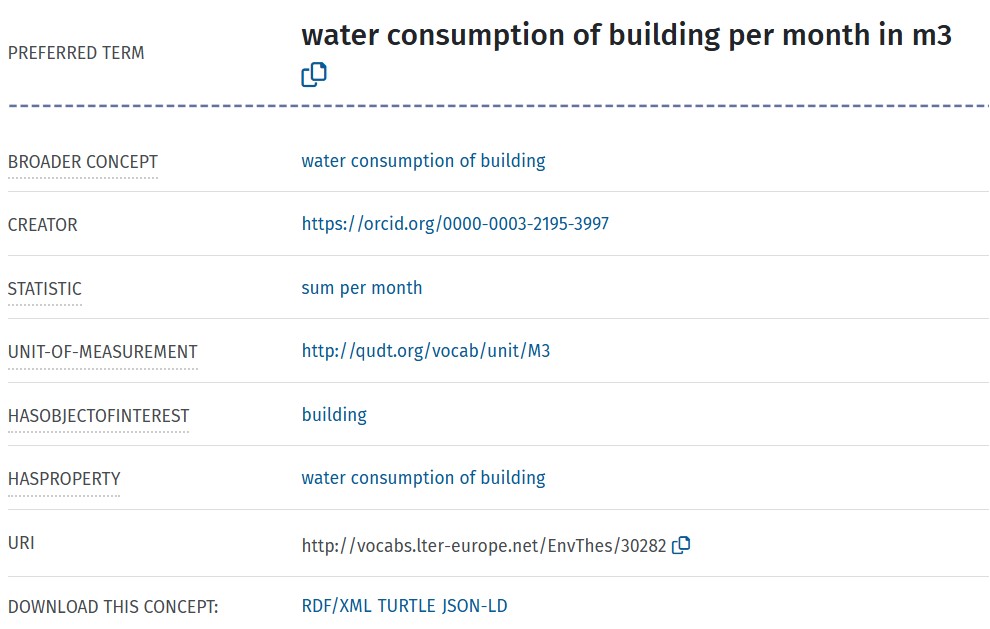 PREFERRED TERM
water consumption of building per month in m3
BROADER CONCEPT
water consumption of building
CREATOR
https://orcid.org/0000-0003-2195-3997
STATISTIC
sum per month
UNIT-OF-MEASUREMENT
http://qudt.org/vocab/unit/M3
HASOBJECTOFINTEREST
building
HASPROPERTY
water consumption of building
URI
http://vocabs.lter-europe.net/EnvThes/30282
DOWNLOAD THIS CONCEPT:
RDF/XML TURTLE JSON-LD